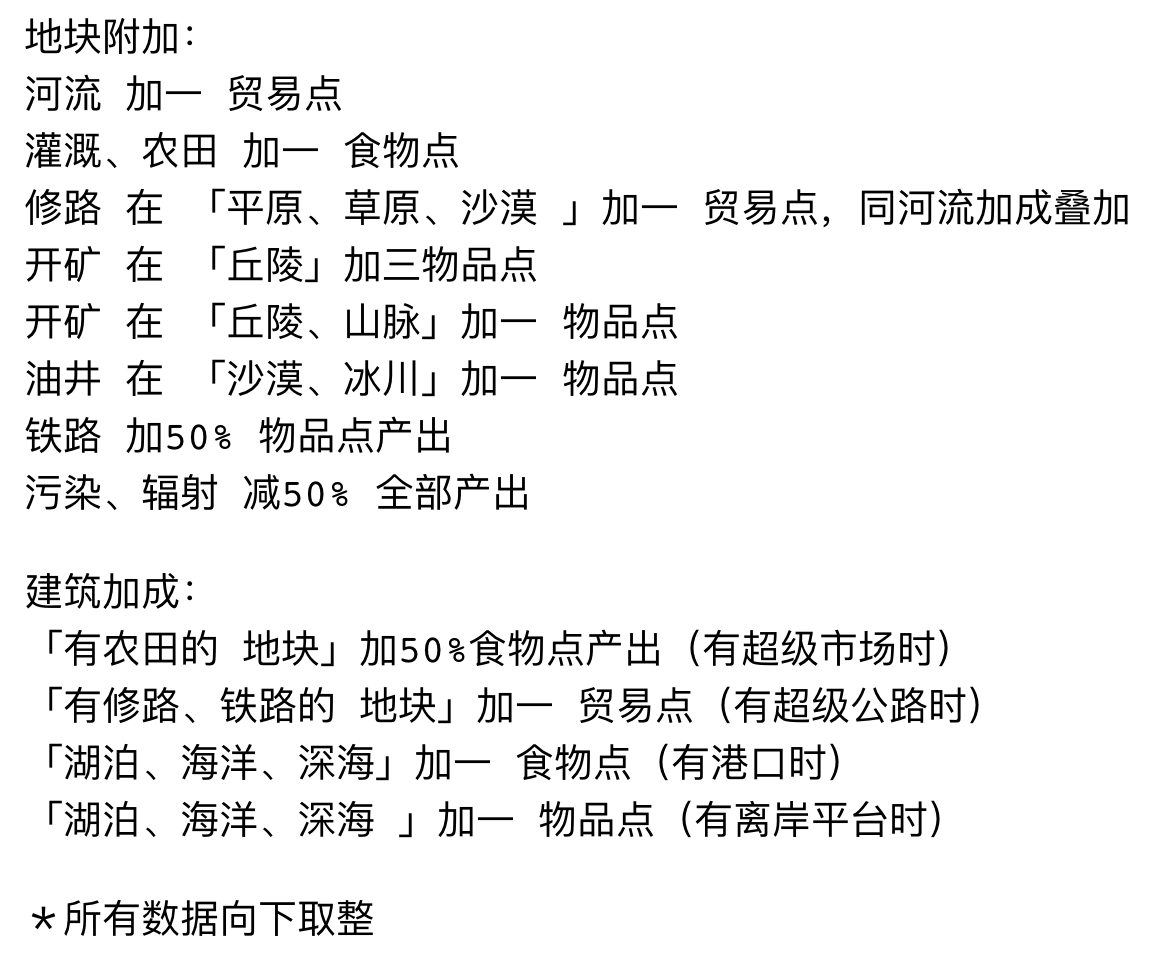 地块附加：
河流 加一 贸易点
灌溉、农田 加一 食物点
修路 在 「平原、草原、沙漠 」加一 贸易点，同河流加成叠加
开矿 在 「丘陵」加三物品点
开矿 在 「丘陵、山脉」加一 物品点
油井 在 「沙漠、冰川」加一 物品点
铁路 加50% 物品点产出
污染、辐射 减50% 全部产出
建筑加成：
「有农田的 地块」加50%食物点产出（有超级市场时）
「有修路、铁路的 地块」加一 贸易点（有超级公路时）
「湖泊、海洋、深海」加一 食物点（有港口时）
「湖泊、海洋、深海 」加一 物品点（有离岸平台时）
＊所有数据向下取整